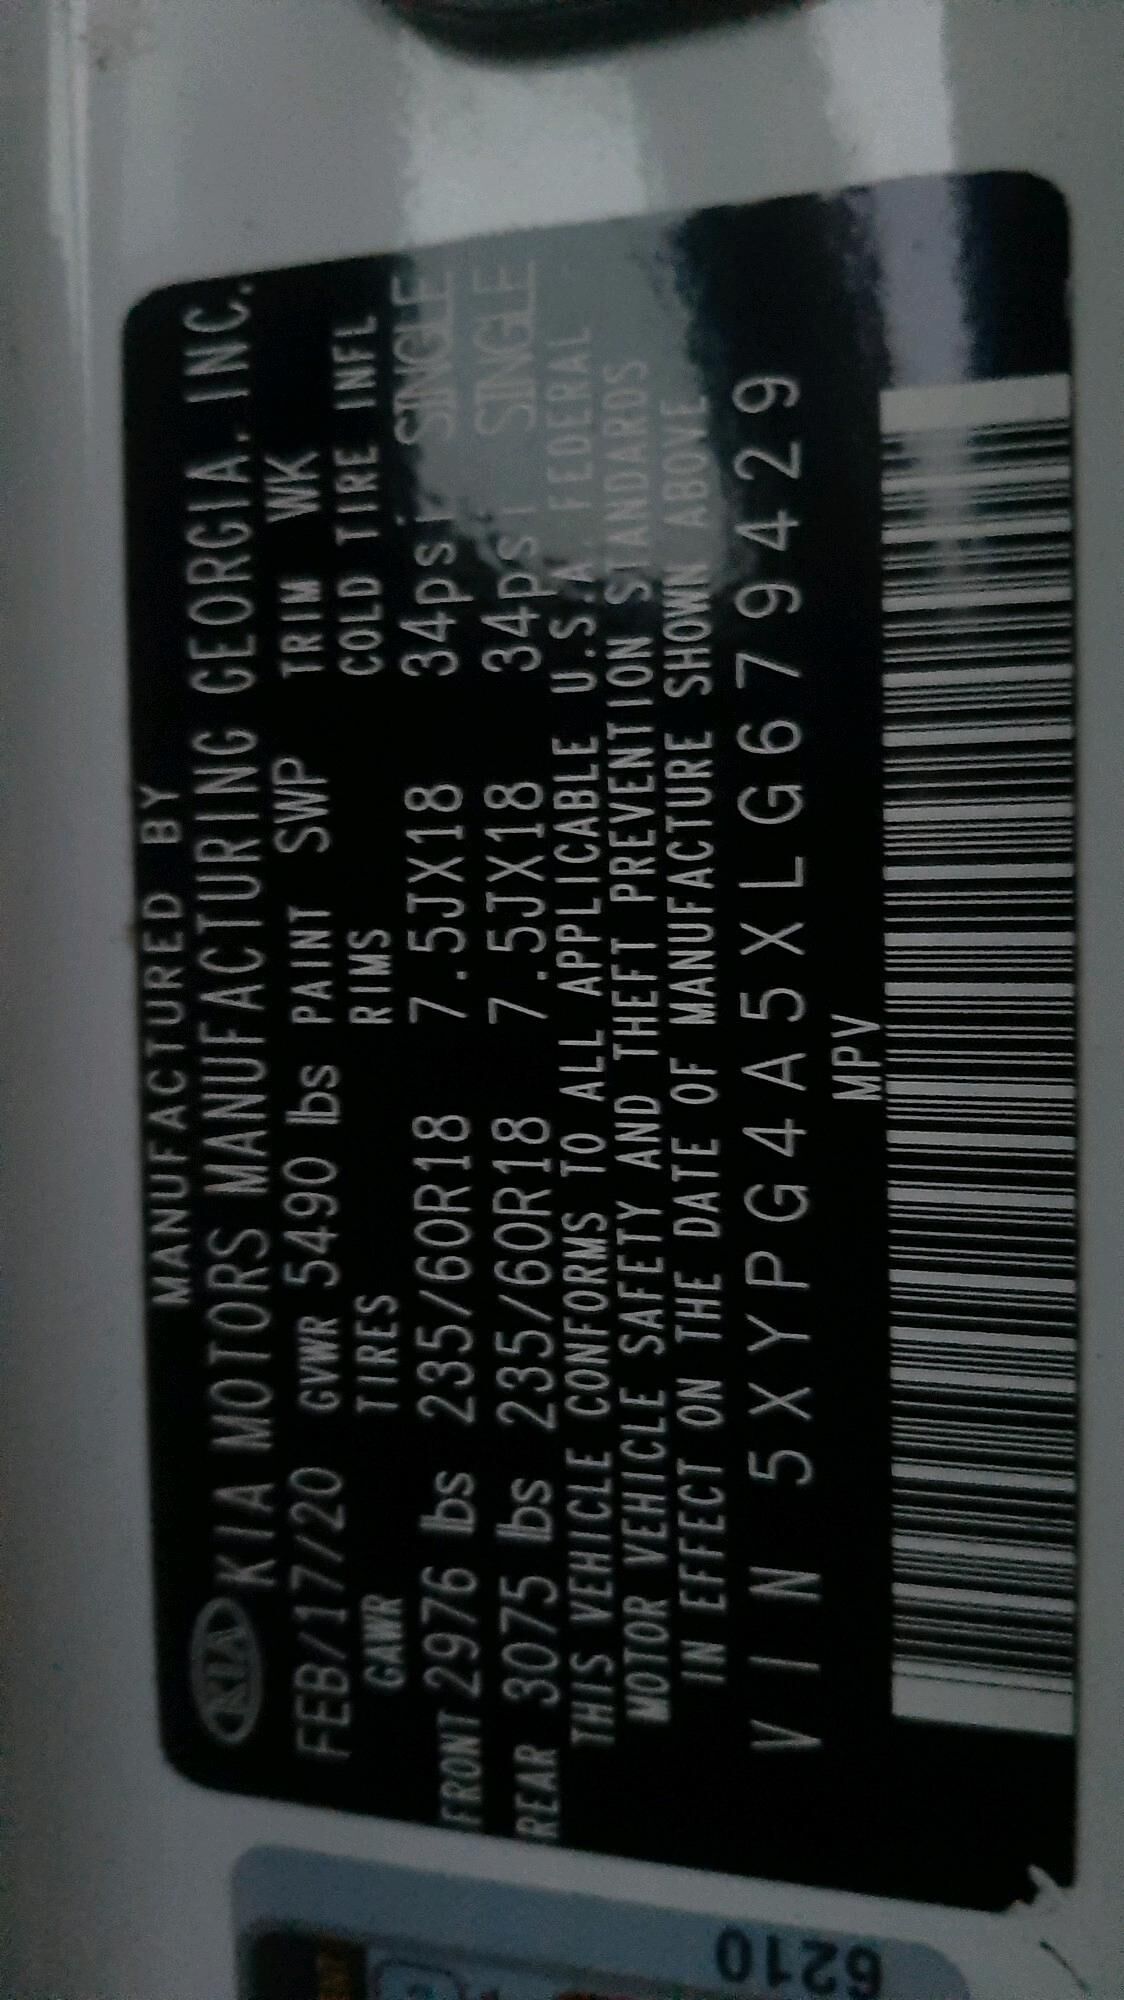 MANUFACTURED BY
KIA KIA MOTORS MANUFACTURING GEORGIA. INC.
FEB/17/20 GVWR 5490 lbs PAINT SWP TRIM WK
GAWR TIRES RIMS COLD TIRE INFL
FRONT 2976 lbs 235/60R18 7.5JX18 34psi SINGLE
REAR 3075 lbs 235/60R18 7.5JX18 34psi SINGLE
THIS VEHICLE CONFORMS TO ALL APPLICABLE U.S.A. FEDERAL
MOTOR VEHICLE SAFETY AND THEFT PREVENTION STANDARDS
IN EFFECT ON THE DATE OF MANUFACTURE SHOWN ABOVE
VIN 5XYPG4A5XLG679429
MPV
6210